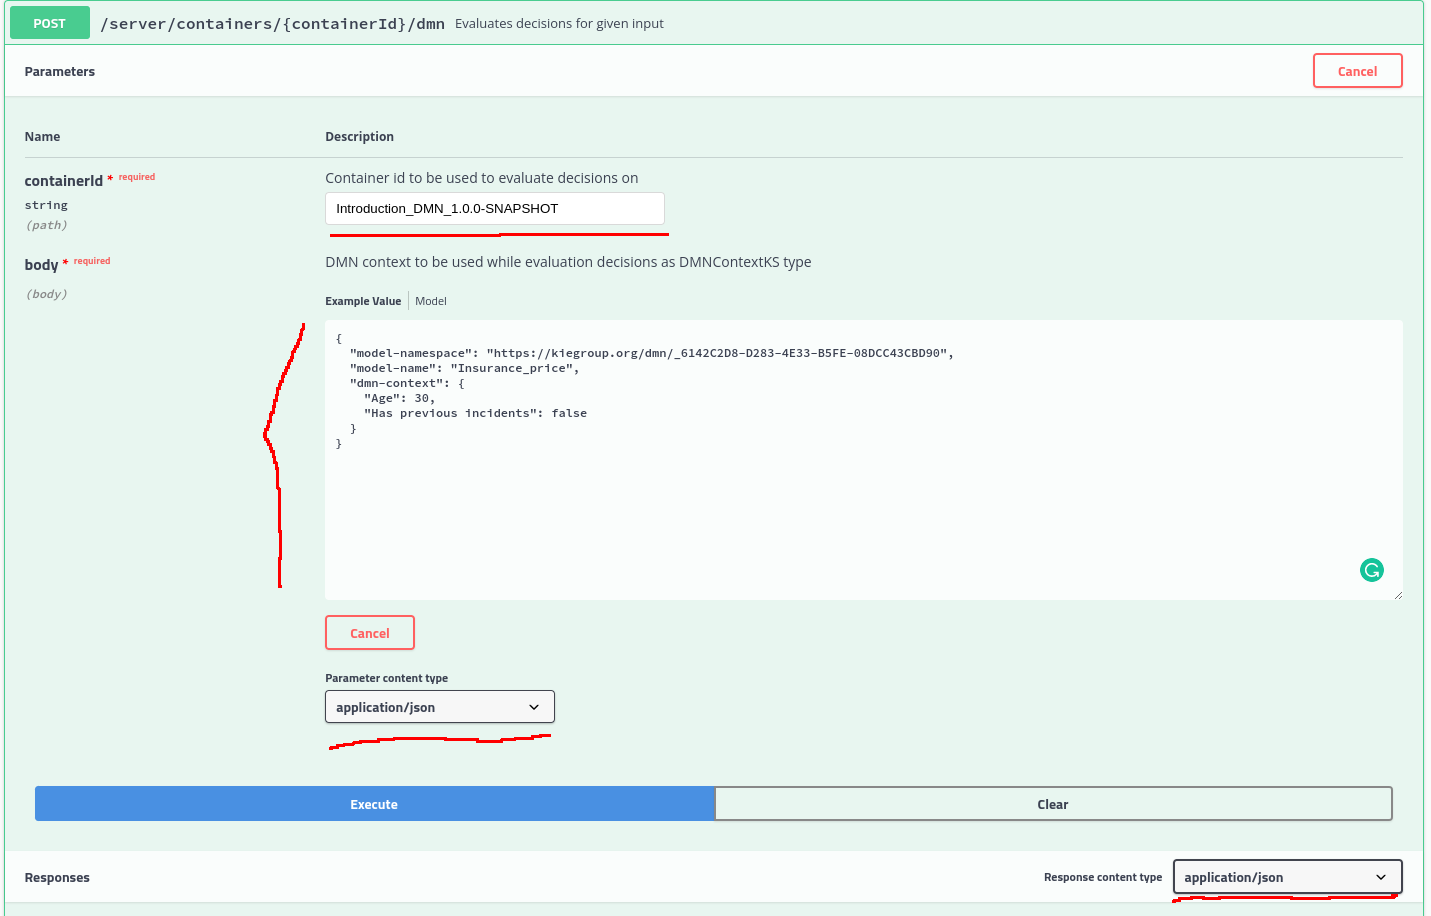 POST /server/containers/{containerId}/dmn Evaluates decisions for given input
Parameters Cancel
Name Description
containerId * required Container id to be used to evaluate decisions on
string Introduction_DMN_1.0.0-SNAPSHOT
(path)
body * required DMN context to be used while evaluation decisions as DMNContextKS type
(body)
Example Value Model
{
"model-namespace": "https://kiegroup.org/dmn/_6142C2D8-D283-4E33-B5FE-08DCC43CBD90",
"model-name": "Insurance_price",
"dmn-context": {
"Age": 30,
"Has previous incidents": false
}
}
Cancel
Parameter content type
application/json
Execute Clear
Responses Response content type application/json